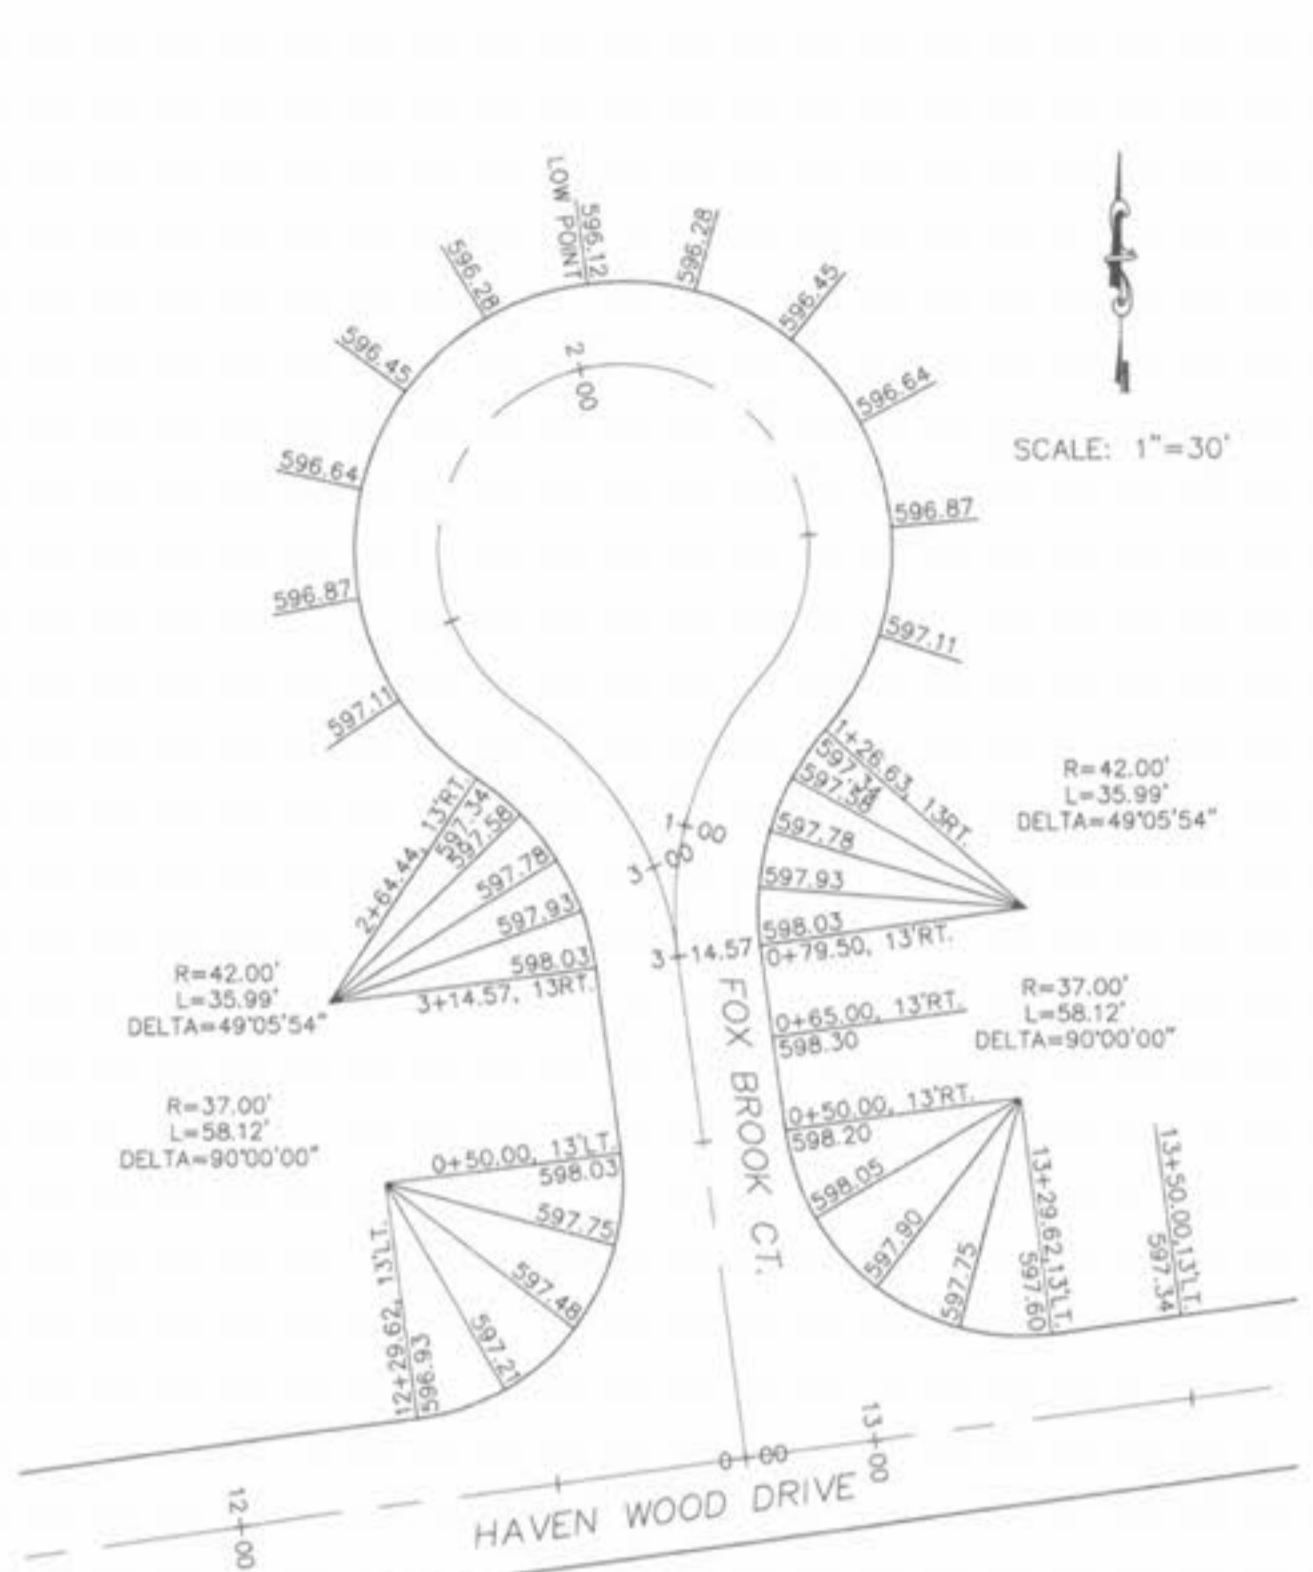 LOW POINT
596.12
596.28
596.28
596.45
596.45
2+00
596.64
596.64
SCALE: 1"=30'
596.87
596.87
597.11
597.11
1+26.63, 13RT.
597.34
597.58
597.78
597.93
598.03
0+79.50, 13'RT.
R=42.00'
L=35.99'
DELTA=49°05'54"
2+64.44, 13'RT.
597.34
597.58
597.78
597.93
598.03
3+14.57, 13RT.
1+00
3+00
3+14.57
R=42.00'
L=35.99'
DELTA=49°05'54"
FOX BROOK CT.
0+65.00, 13'RT.
598.30
R=37.00'
L=58.12'
DELTA=90°00'00"
R=37.00'
L=58.12'
DELTA=90°00'00"
0+50.00, 13'RT.
598.20
598.05
597.90
597.75
13+29.62,13'LT.
597.60
13+50.00,13'LT.
597.34
0+50.00, 13'LT.
598.03
597.75
597.48
597.21
12+29.62, 13'LT.
596.93
13+00
0+00
HAVEN WOOD DRIVE
12+00